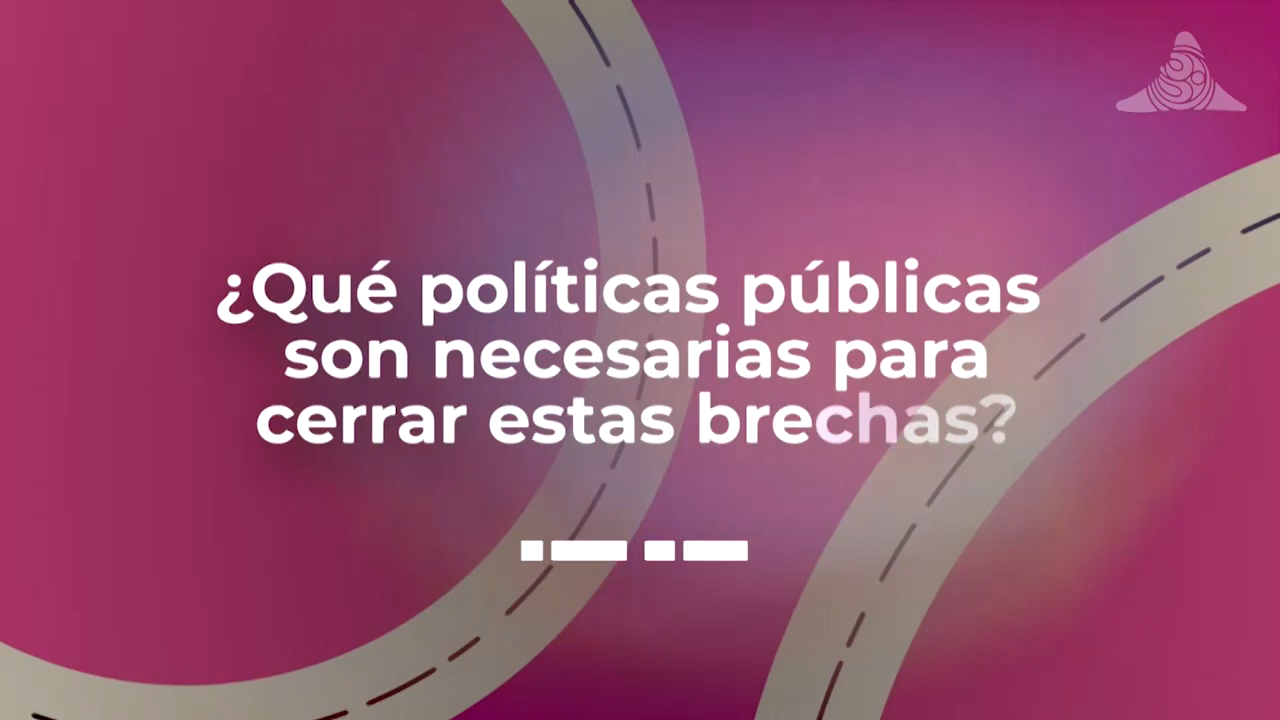 ¿Qué políticas públicas
son necesarias para
cerrar estas brechas?